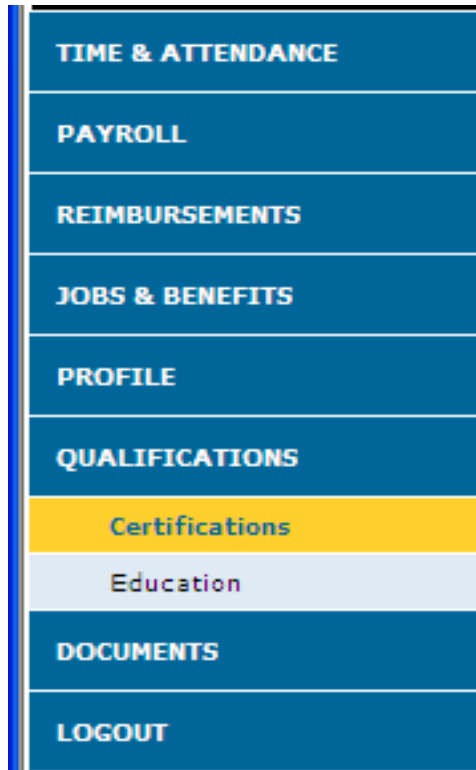 TIME & ATTENDANCE
PAYROLL
REIMBURSEMENTS
JOBS & BENEFITS
PROFILE
QUALIFICATIONS
Certifications
Education
DOCUMENTS
LOGOUT